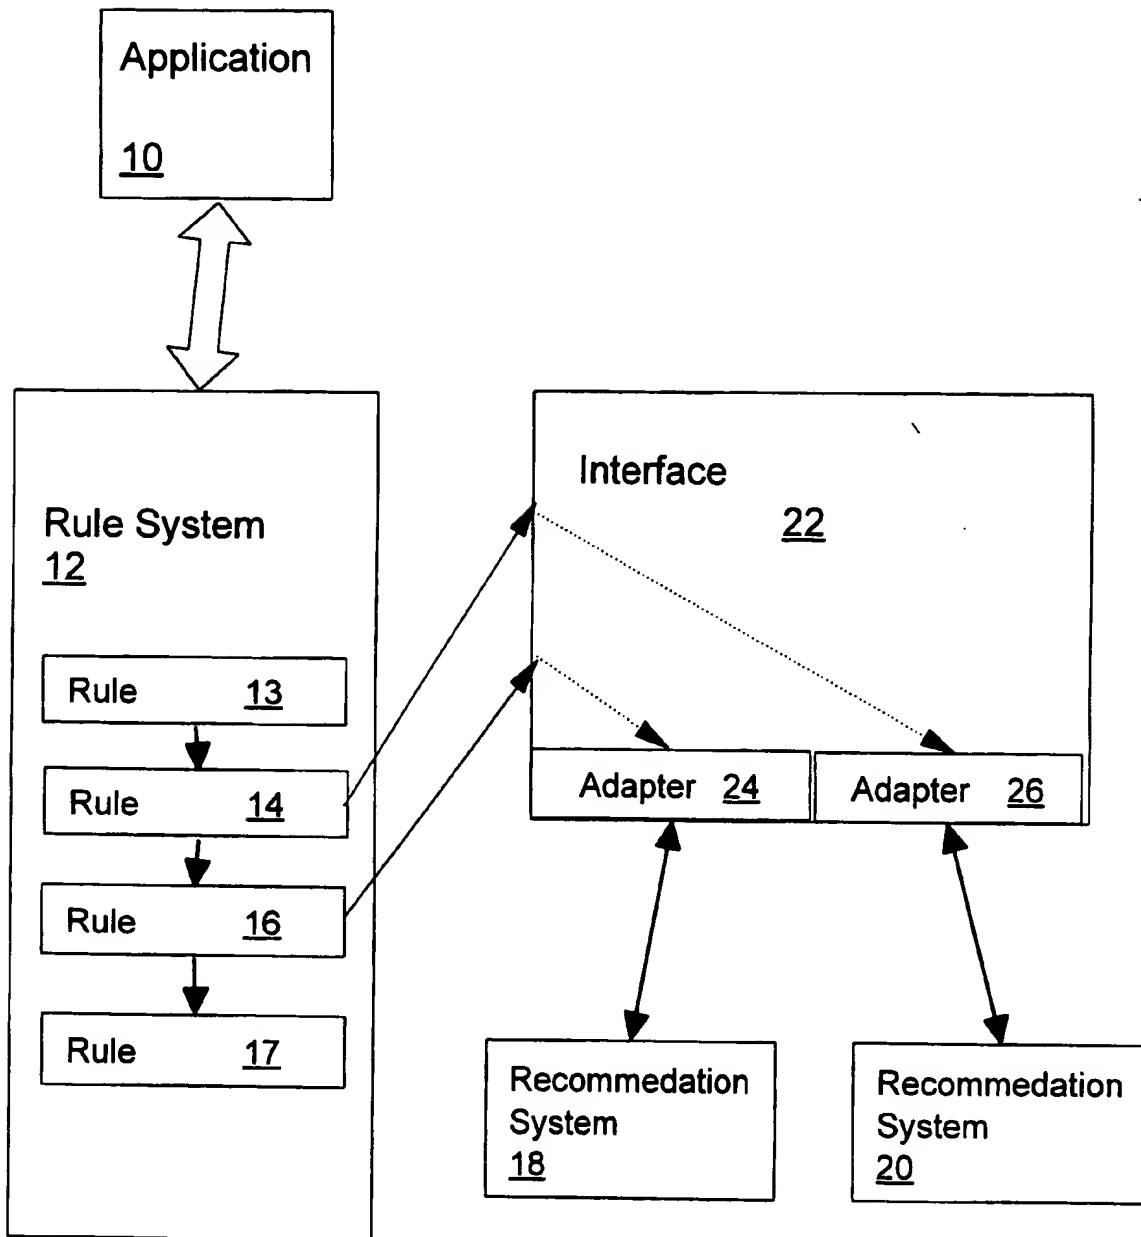 Application
10
Rule System
12
Rule 13
Rule 14
Rule 16
Rule 17
Interface
22
Adapter 24
Adapter 26
Recommedation
System
18
Recommedation
System
20